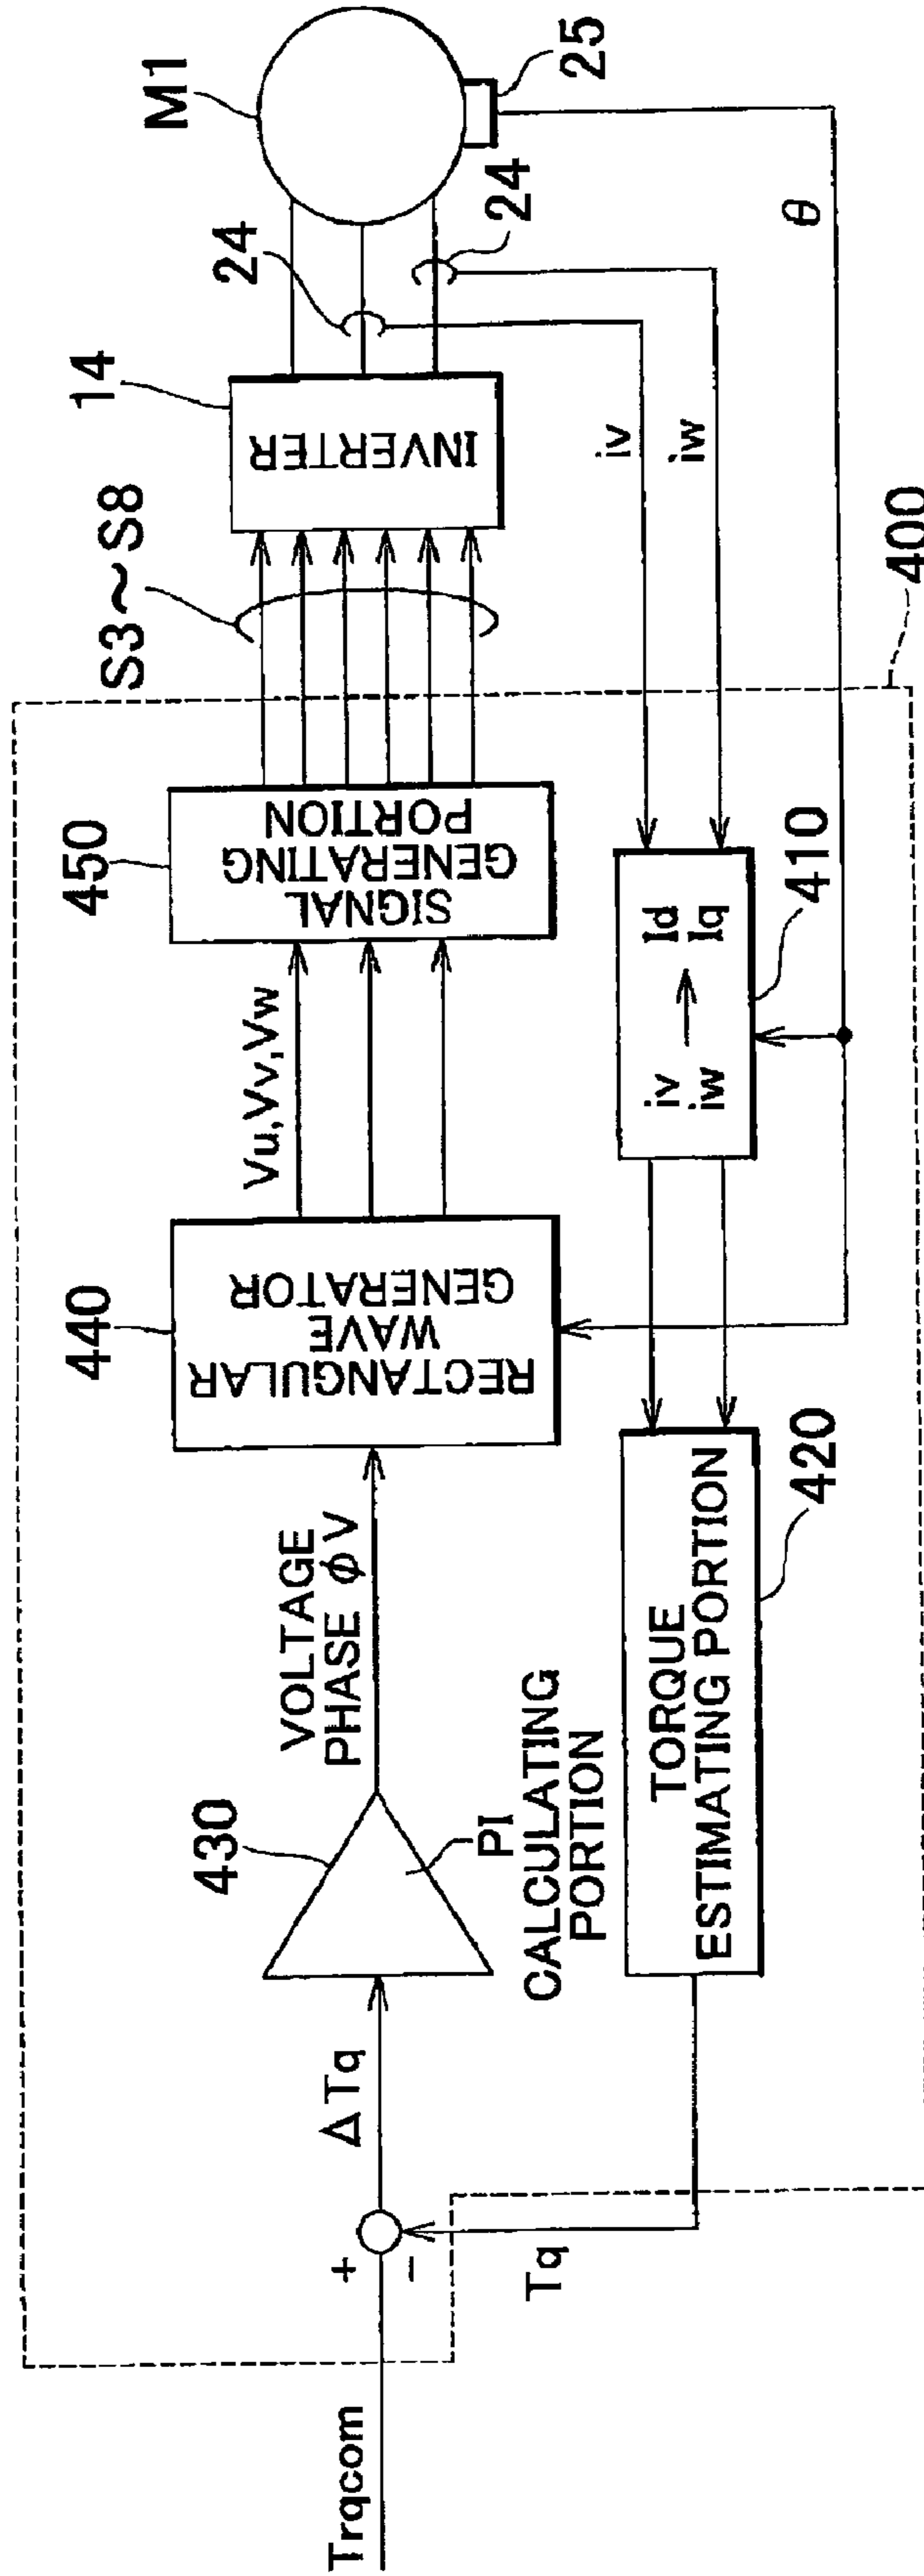 Trqcom
+
−
ΔTq
Tq
430
PI
CALCULATING
PORTION
VOLTAGE
PHASE φV
440
RECTANGULAR
WAVE
GENERATOR
Vu,Vv,Vw
450
SIGNAL
GENERATING
PORTION
S3~S8
14
INVERTER
24
24
M1
25
θ
iv
iw
400
iv
iw
Id
Iq
410
TORQUE
ESTIMATING PORTION
420